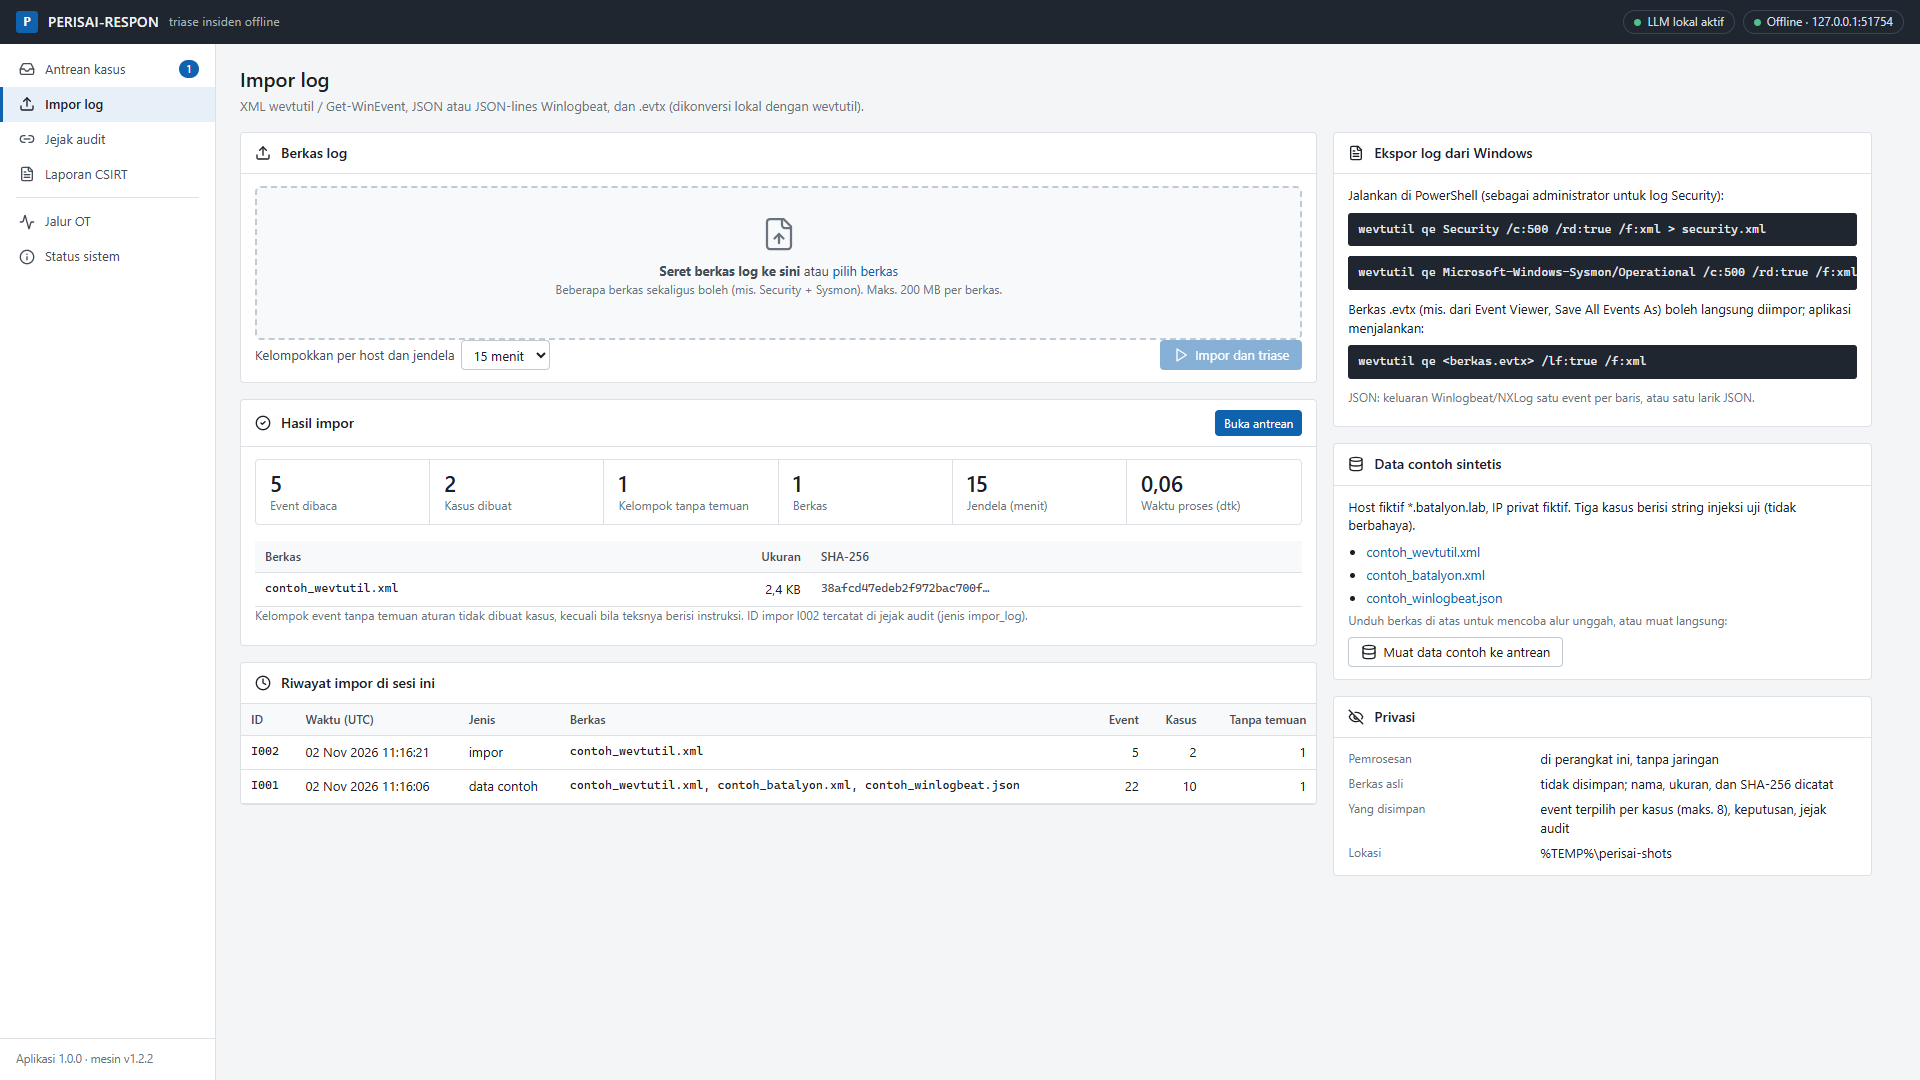 P PERISAI-RESPON triase insiden offline
LLM lokal aktif
Offline · 127.0.0.1:51754
Antrean kasus 1
Impor log
Jejak audit
Laporan CSIRT
Jalur OT
Status sistem
Aplikasi 1.0.0 · mesin v1.2.2
Impor log
XML wevtutil / Get-WinEvent, JSON atau JSON-lines Winlogbeat, dan .evtx (dikonversi lokal dengan wevtutil).
Berkas log
Seret berkas log ke sini atau pilih berkas
Beberapa berkas sekaligus boleh (mis. Security + Sysmon). Maks. 200 MB per berkas.
Kelompokkan per host dan jendela 15 menit
Impor dan triase
Hasil impor
Buka antrean
5 2 1 1 15 0,06
Event dibaca Kasus dibuat Kelompok tanpa temuan Berkas Jendela (menit) Waktu proses (dtk)
Berkas Ukuran SHA-256
contoh_wevtutil.xml 2,4 KB 38afcd47edeb2f972bac700f…
Kelompok event tanpa temuan aturan tidak dibuat kasus, kecuali bila teksnya berisi instruksi. ID impor I002 tercatat di jejak audit (jenis impor_log).
Riwayat impor di sesi ini
ID Waktu (UTC) Jenis Berkas Event Kasus Tanpa temuan
I002 02 Nov 2026 11:16:21 impor contoh_wevtutil.xml 5 2 1
I001 02 Nov 2026 11:16:06 data contoh contoh_wevtutil.xml, contoh_batalyon.xml, contoh_winlogbeat.json 22 10 1
Ekspor log dari Windows
Jalankan di PowerShell (sebagai administrator untuk log Security):
wevtutil qe Security /c:500 /rd:true /f:xml > security.xml
wevtutil qe Microsoft-Windows-Sysmon/Operational /c:500 /rd:true /f:xml
Berkas .evtx (mis. dari Event Viewer, Save All Events As) boleh langsung diimpor; aplikasi
menjalankan:
wevtutil qe <berkas.evtx> /lf:true /f:xml
JSON: keluaran Winlogbeat/NXLog satu event per baris, atau satu larik JSON.
Data contoh sintetis
Host fiktif *.batalyon.lab, IP privat fiktif. Tiga kasus berisi string injeksi uji (tidak
berbahaya).
• contoh_wevtutil.xml
• contoh_batalyon.xml
• contoh_winlogbeat.json
Unduh berkas di atas untuk mencoba alur unggah, atau muat langsung:
Muat data contoh ke antrean
Privasi
Pemrosesan di perangkat ini, tanpa jaringan
Berkas asli tidak disimpan; nama, ukuran, dan SHA-256 dicatat
Yang disimpan event terpilih per kasus (maks. 8), keputusan, jejak
audit
Lokasi %TEMP%\perisai-shots